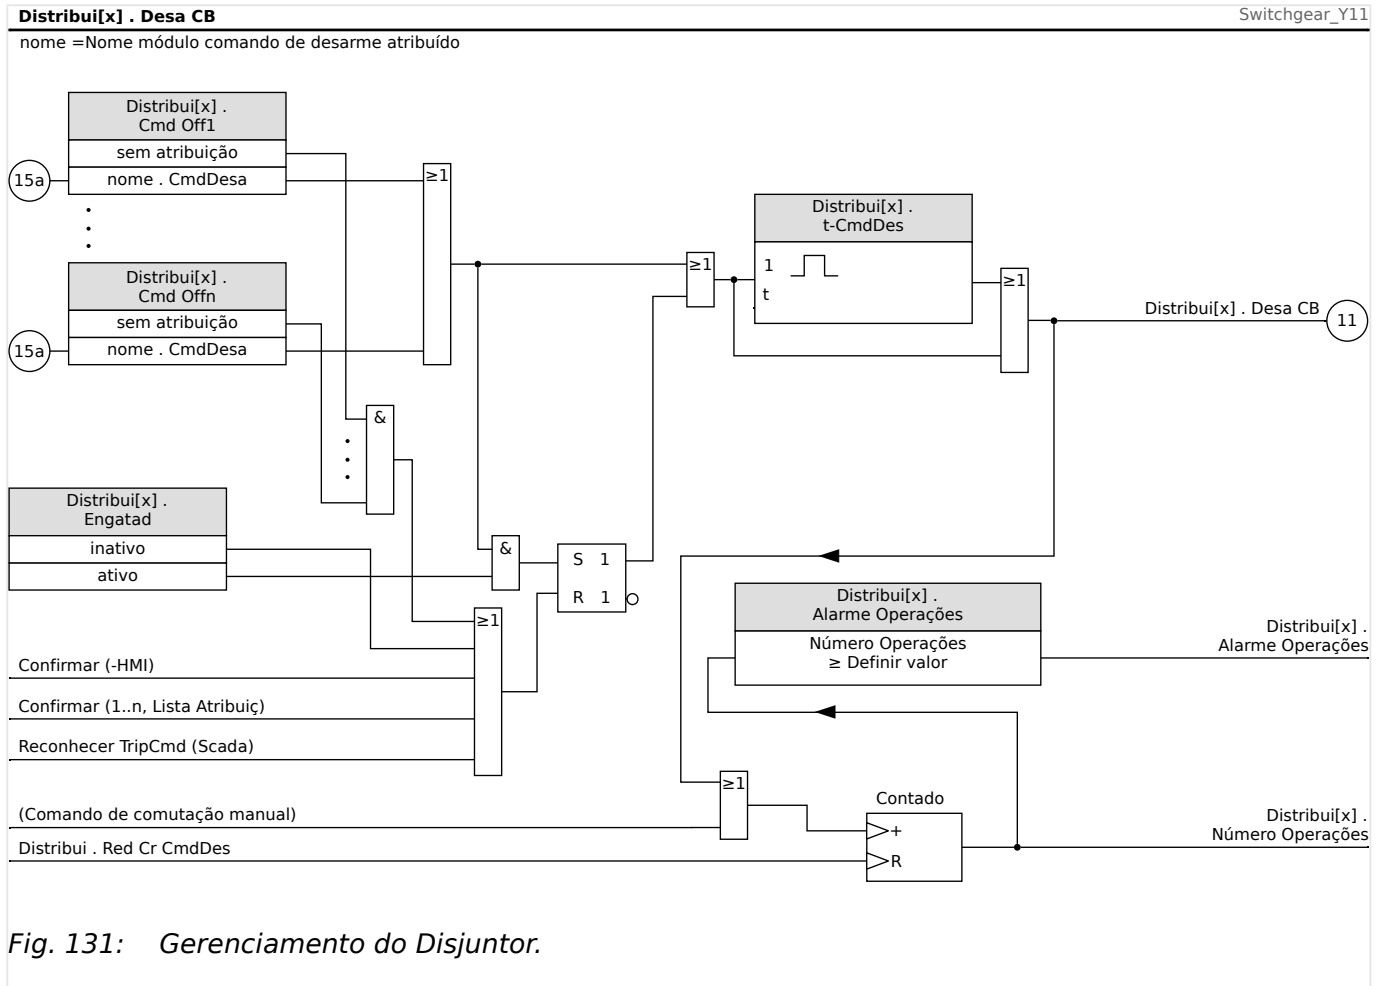 Distribui[x] . Desa CB
Switchgear_Y11
nome =Nome módulo comando de desarme atribuído
Distribui[x] .
Cmd Off1
sem atribuição
15a
nome . CmdDesa
≥1
Distribui[x] .
t-CmdDes
1
t
≥1
≥1
Distribui[x] . Desa CB
11
Distribui[x] .
Cmd Offn
sem atribuição
15a
nome . CmdDesa
&
Distribui[x] .
Engatad
inativo
ativo
&
S 1
R 1
≥1
Distribui[x] .
Alarme Operações
Número Operações
≥ Definir valor
Distribui[x] .
Alarme Operações
Confirmar (-HMI)
Confirmar (1..n, Lista Atribuiç)
Reconhecer TripCmd (Scada)
≥1
(Comando de comutação manual)
Contado
+
R
Distribui[x] .
Número Operações
Distribui . Red Cr CmdDes
Fig. 131: Gerenciamento do Disjuntor.